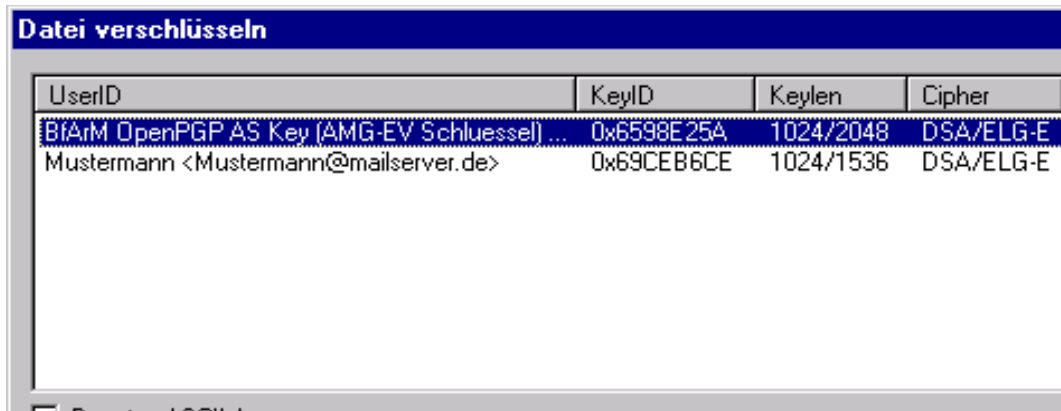 Datei verschlüsseln
UserID KeyID Keylen Cipher
BfArM OpenPGP AS Key (AMG-EV Schluessel) ... 0x6598E25A 1024/2048 DSA/ELG-E
Mustermann <Mustermann@mailserver.de> 0x69CEB6CE 1024/1536 DSA/ELG-E